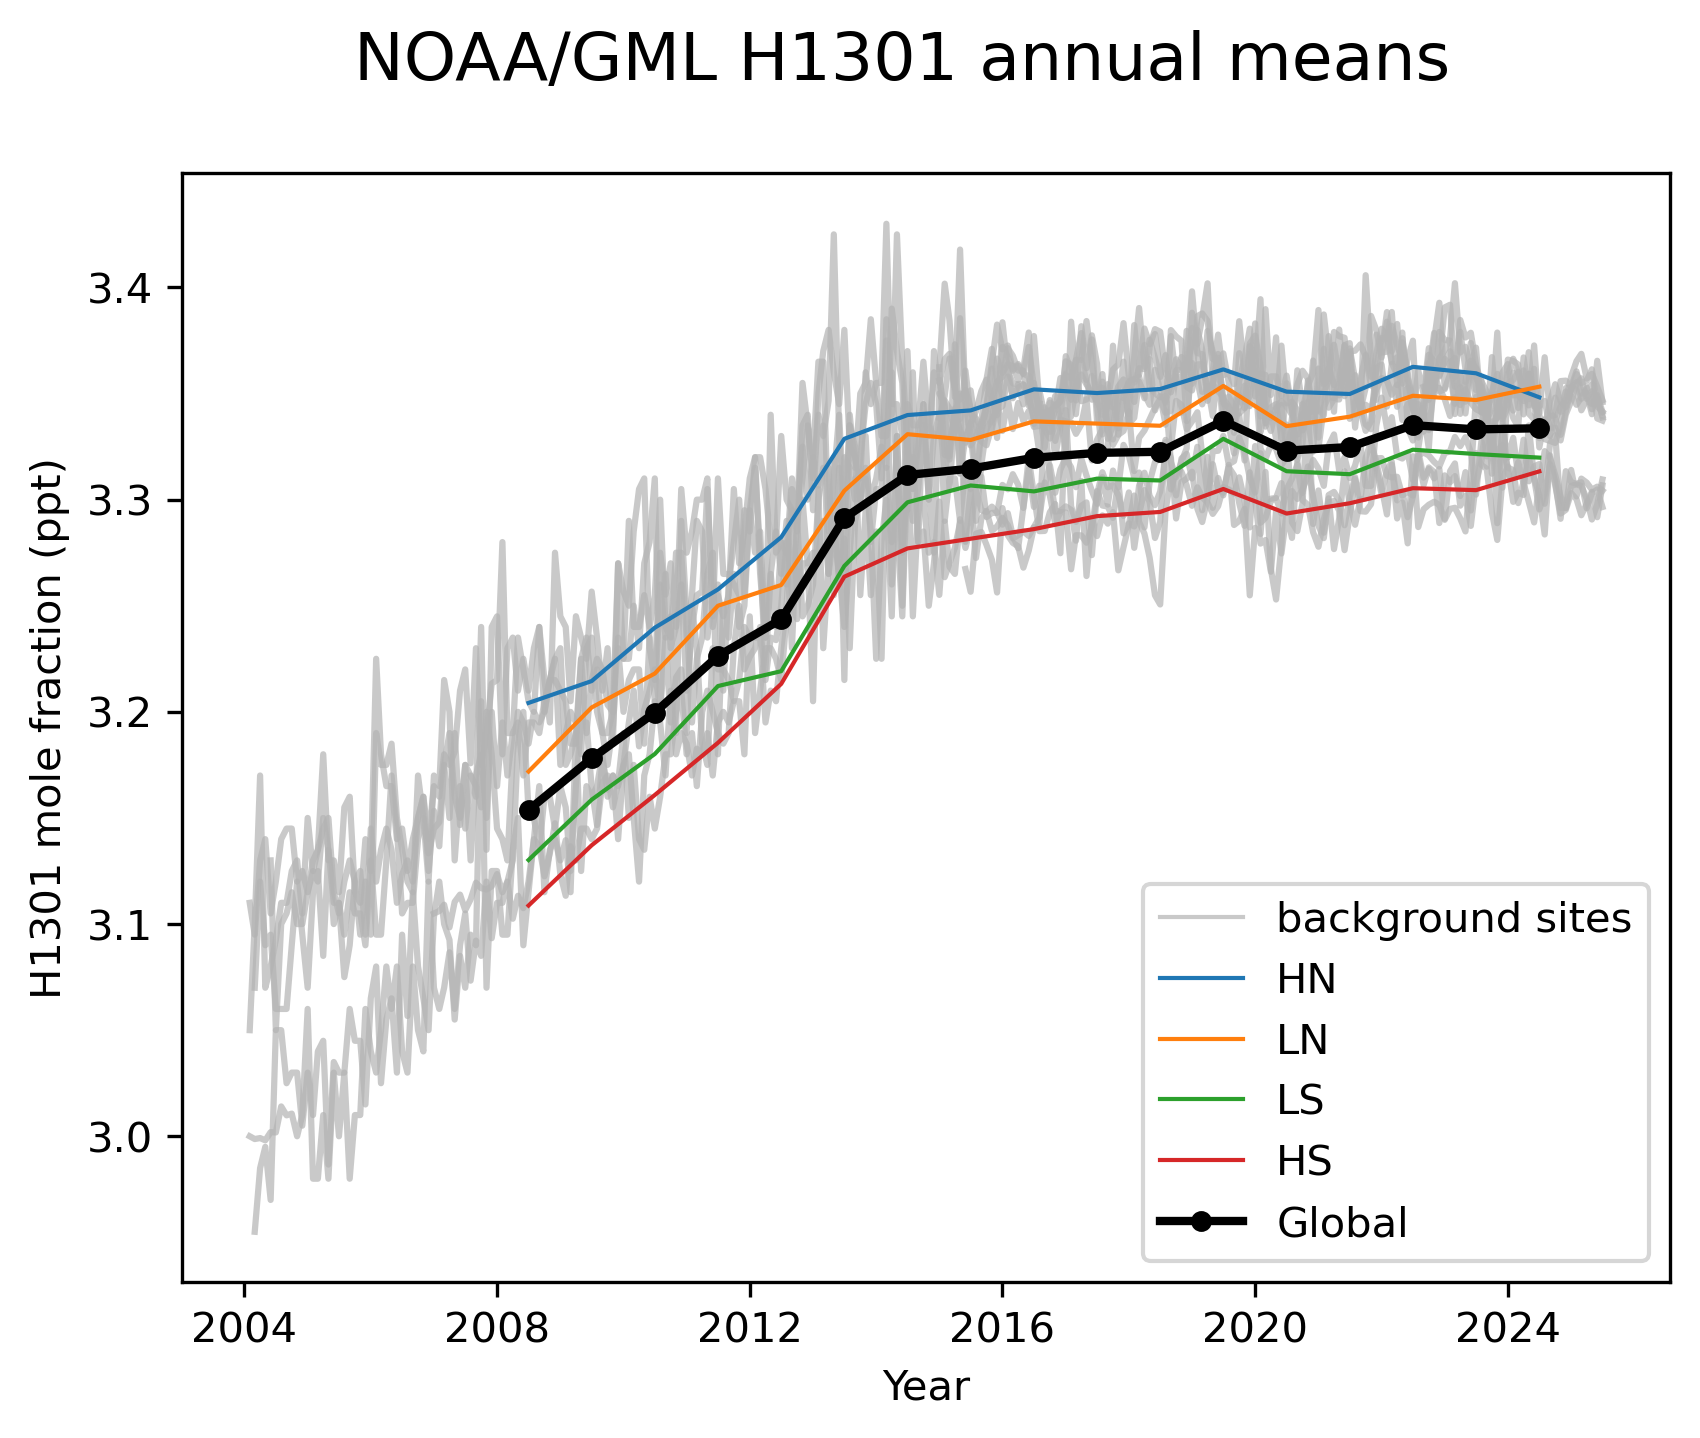 NOAA/GML H1301 annual means
H1301 mole fraction (ppt)
3.4
3.3
3.2
3.1
3.0
2004 2008 2012 2016 2020 2024
Year
background sites
HN
LN
LS
HS
Global